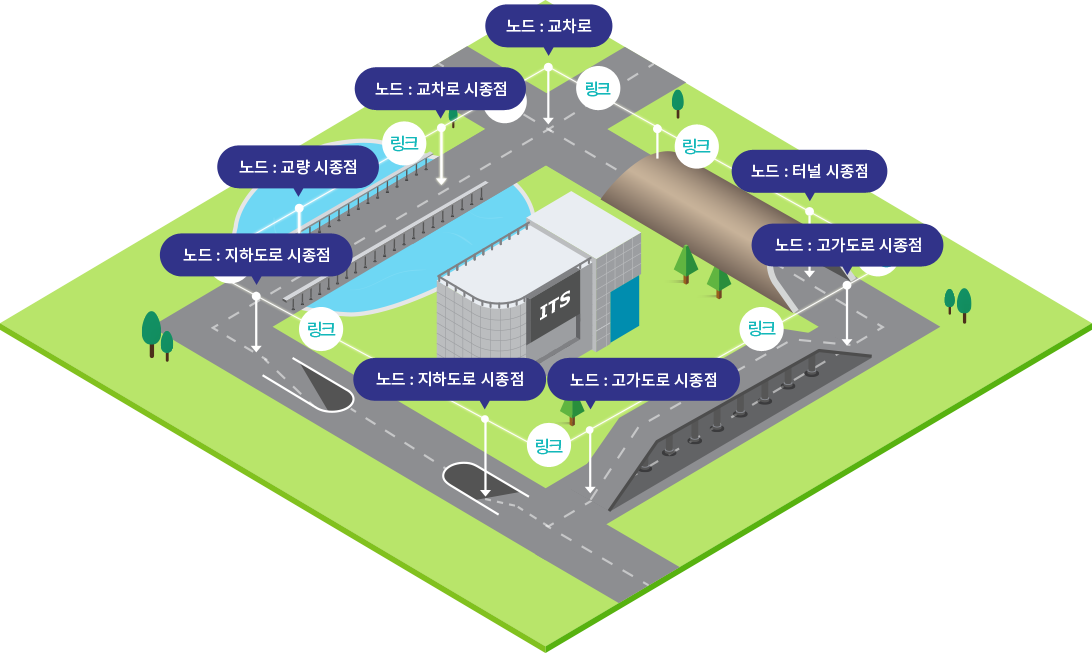 노드 : 교차로
노드 : 교차로 시종점
링크
링크
링크
노드 : 교량 시종점
노드 : 터널 시종점
노드 : 지하도로 시종점
노드 : 고가도로 시종점
ITS
링크
링크
노드 : 지하도로 시종점
노드 : 고가도로 시종점
링크